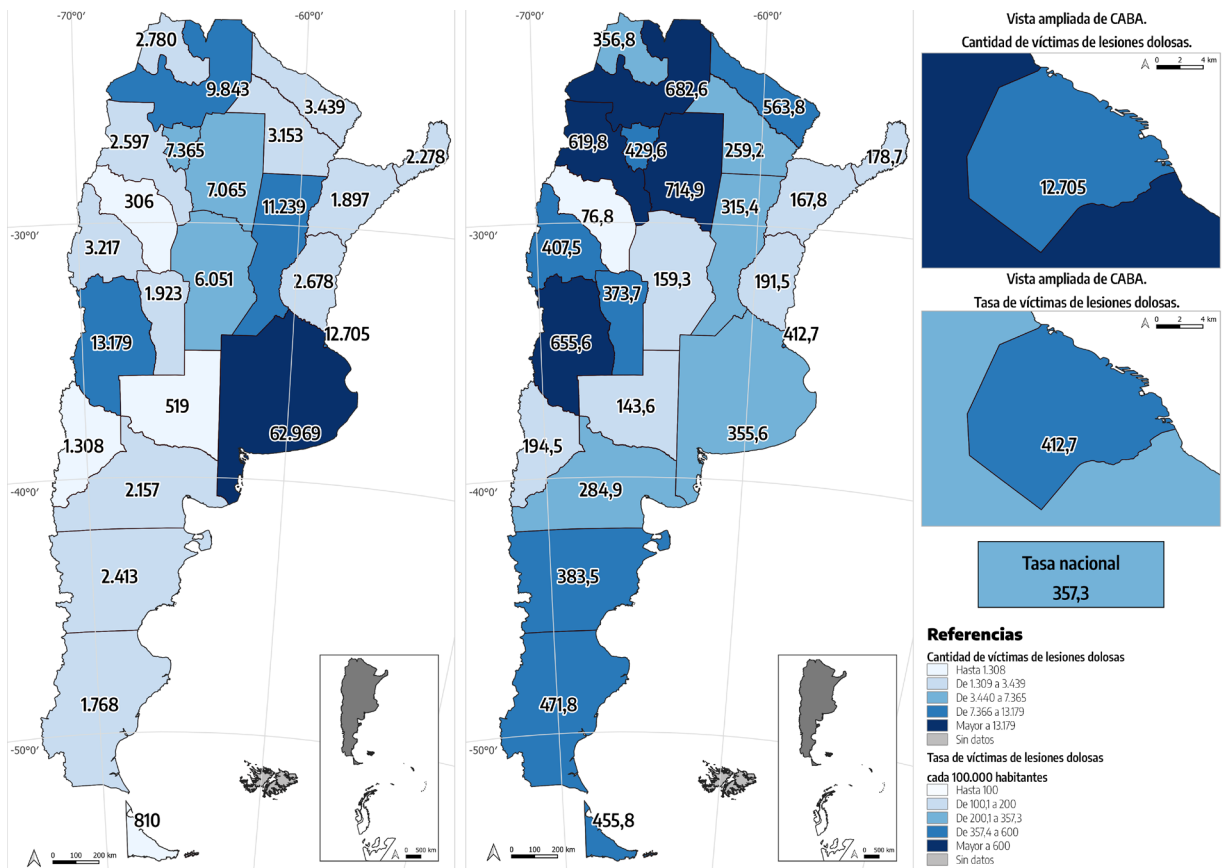 -70°0'
-60°0'
2.780
9.843
3.439
2.597
7.365
3.153
2.278
306
7.065
11.239
1.897
-30°0'
3.217
1.923
6.051
2.678
13.179
12.705
519
1.308
62.969
-40°0'
2.157
2.413
1.768
-50°0'
810
0 100 200 km
0 500 km
-70°0'
-60°0'
356,8
682,6
563,8
619,8
429,6
259,2
178,7
76,8
714,9
315,4
167,8
-30°0'
407,5
373,7
159,3
191,5
655,6
412,7
143,6
194,5
355,6
-40°0'
284,9
383,5
471,8
-50°0'
455,8
0 100 200 km
0 500 km
Vista ampliada de CABA.
Cantidad de víctimas de lesiones dolosas.
0 2 4 km
12.705
Vista ampliada de CABA.
Tasa de víctimas de lesiones dolosas.
0 2 4 km
412,7
Tasa nacional
357,3
Referencias
Cantidad de víctimas de lesiones dolosas
Hasta 1.308
De 1.309 a 3.439
De 3.440 a 7.365
De 7.366 a 13.179
Mayor a 13.179
Sin datos
Tasa de víctimas de lesiones dolosas
cada 100.000 habitantes
Hasta 100
De 100,1 a 200
De 200,1 a 357,3
De 357,4 a 600
Mayor a 600
Sin datos